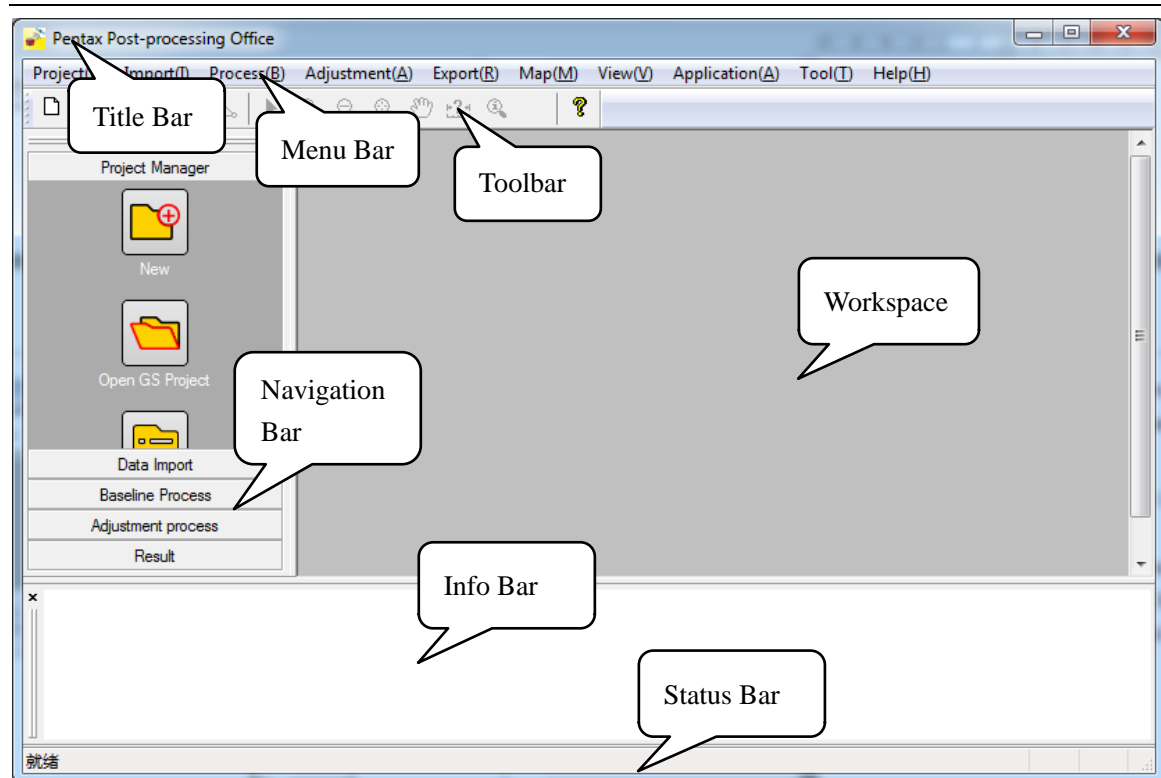 Pentax Post-processing Office
Import(I) Process(B) Adjustment(A) Export(R) Map(M) View(V) Application(A) Tool(T) Help(H)
Title Bar
Menu Bar
Toolbar
Project Manager
New
Open GS Project
Workspace
Navigation
Bar
Data Import
Baseline Process
Adjustment process
Result
Info Bar
Status Bar
就绪